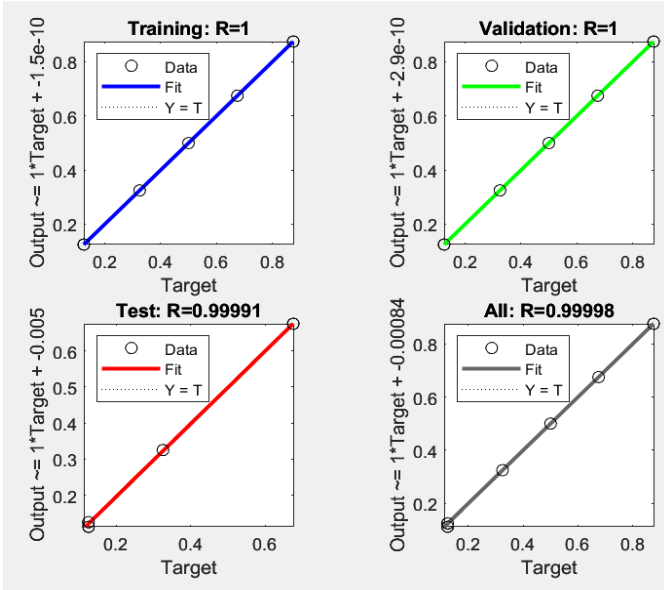 Training: R=1
Output ~= 1*Target + -1.5e-10
0.8
0.6
0.4
0.2
Data
Fit
Y = T
0.2 0.4 0.6 0.8
Target
Validation: R=1
Output ~= 1*Target + -2.9e-10
0.8
0.6
0.4
0.2
Data
Fit
Y = T
0.2 0.4 0.6 0.8
Target
Test: R=0.99991
Output ~= 1*Target + -0.005
0.6
0.5
0.4
0.3
0.2
Data
Fit
Y = T
0.2 0.4 0.6
Target
All: R=0.99998
Output ~= 1*Target + -0.00084
0.8
0.6
0.4
0.2
Data
Fit
Y = T
0.2 0.4 0.6 0.8
Target